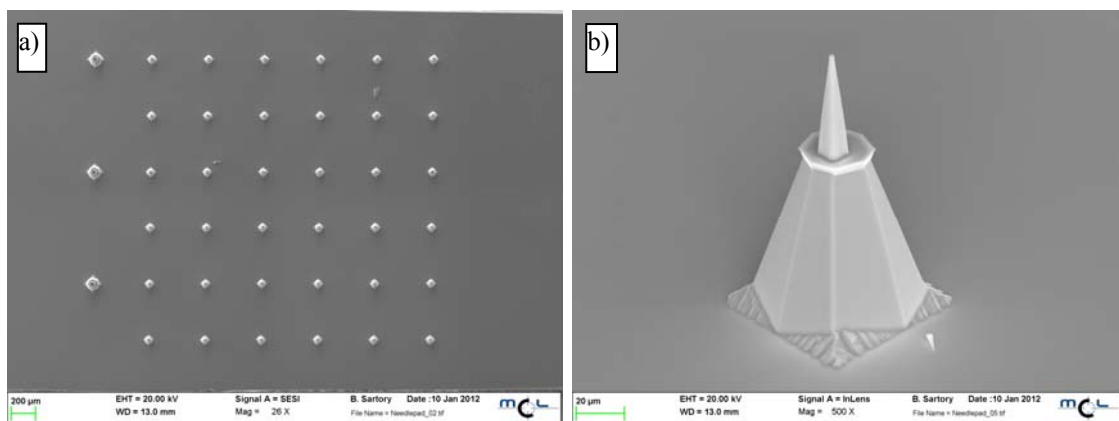 a)
200 µm
EHT = 20.00 kV
WD = 13.0 mm
Signal A = SESI
Mag = 26 X
B. Sartory Date :10 Jan 2012
File Name = Needlepad_02.tif
mCL
b)
20 µm
EHT = 20.00 kV
WD = 13.0 mm
Signal A = InLens
Mag = 500 X
B. Sartory Date :10 Jan 2012
File Name = Needlepad_05.tif
mCL